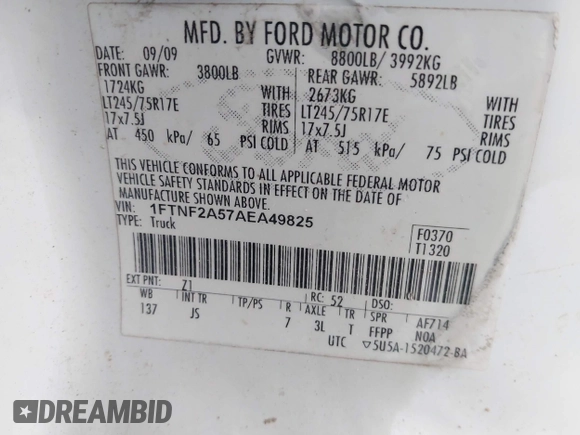 MFD. BY FORD MOTOR CO.
DATE: 09/09 GVWR: 8800LB/ 3992KG
FRONT GAWR: 3800LB REAR GAWR: 5892LB
1724KG WITH 2673KG WITH
LT245/75R17E TIRES LT245/75R17E TIRES
17x7.5J RIMS 17x7.5J RIMS
AT 450 kPa/ 65 PSI COLD AT 515 kPa/ 75 PSI COLD
THIS VEHICLE CONFORMS TO ALL APPLICABLE FEDERAL MOTOR
VEHICLE SAFETY STANDARDS IN EFFECT ON THE DATE OF
MANUFACTURE SHOWN ABOVE.
VIN: 1FTNF2A57AEA49825
TYPE: Truck
F0370
T1320
EXT PNT: Z1 RC: 52 DSO:
WB INT TR TP/PS R AXLE TR SPR AF714
137 JS 7 3L T FFPP NOA
UTC ▽5U5A-1520472-BA
DREAMBID